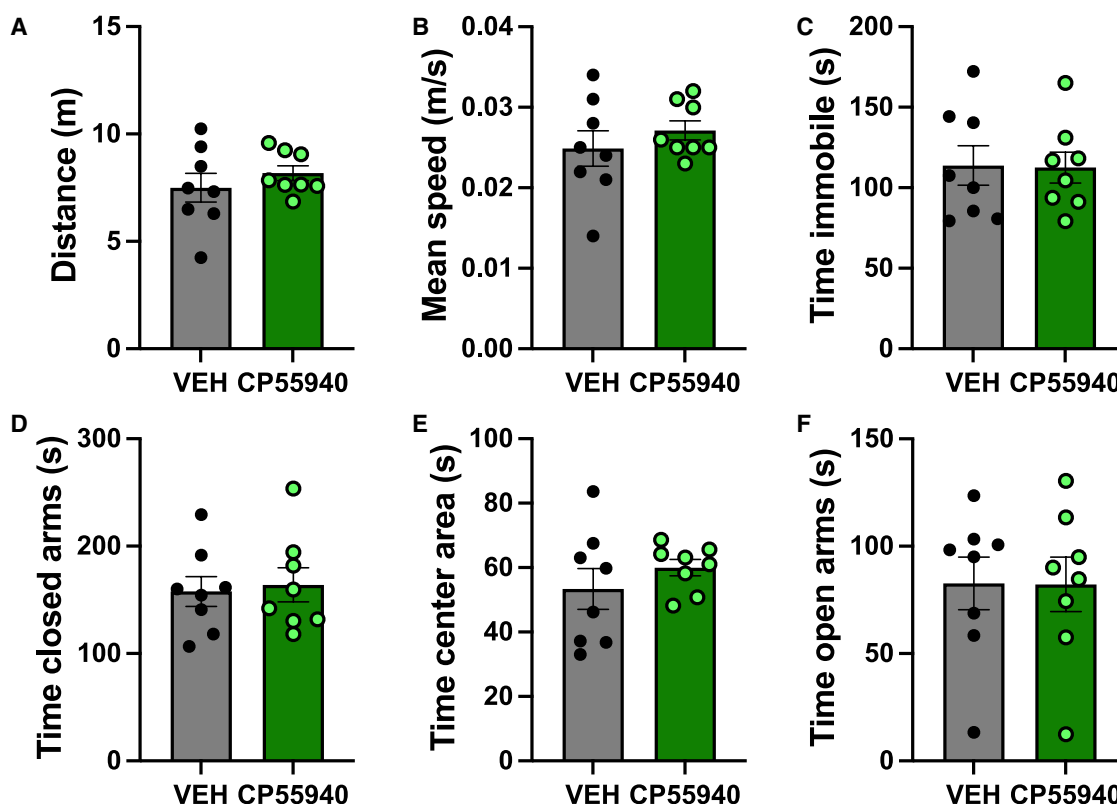 A
Distance (m)
15
10
5
0
VEH CP55940
B
Mean speed (m/s)
0.04
0.03
0.02
0.01
0.00
VEH CP55940
C
Time immobile (s)
200
150
100
50
0
VEH CP55940
D
Time closed arms (s)
300
200
100
0
VEH CP55940
E
Time center area (s)
100
80
60
40
20
0
VEH CP55940
F
Time open arms (s)
150
100
50
0
VEH CP55940